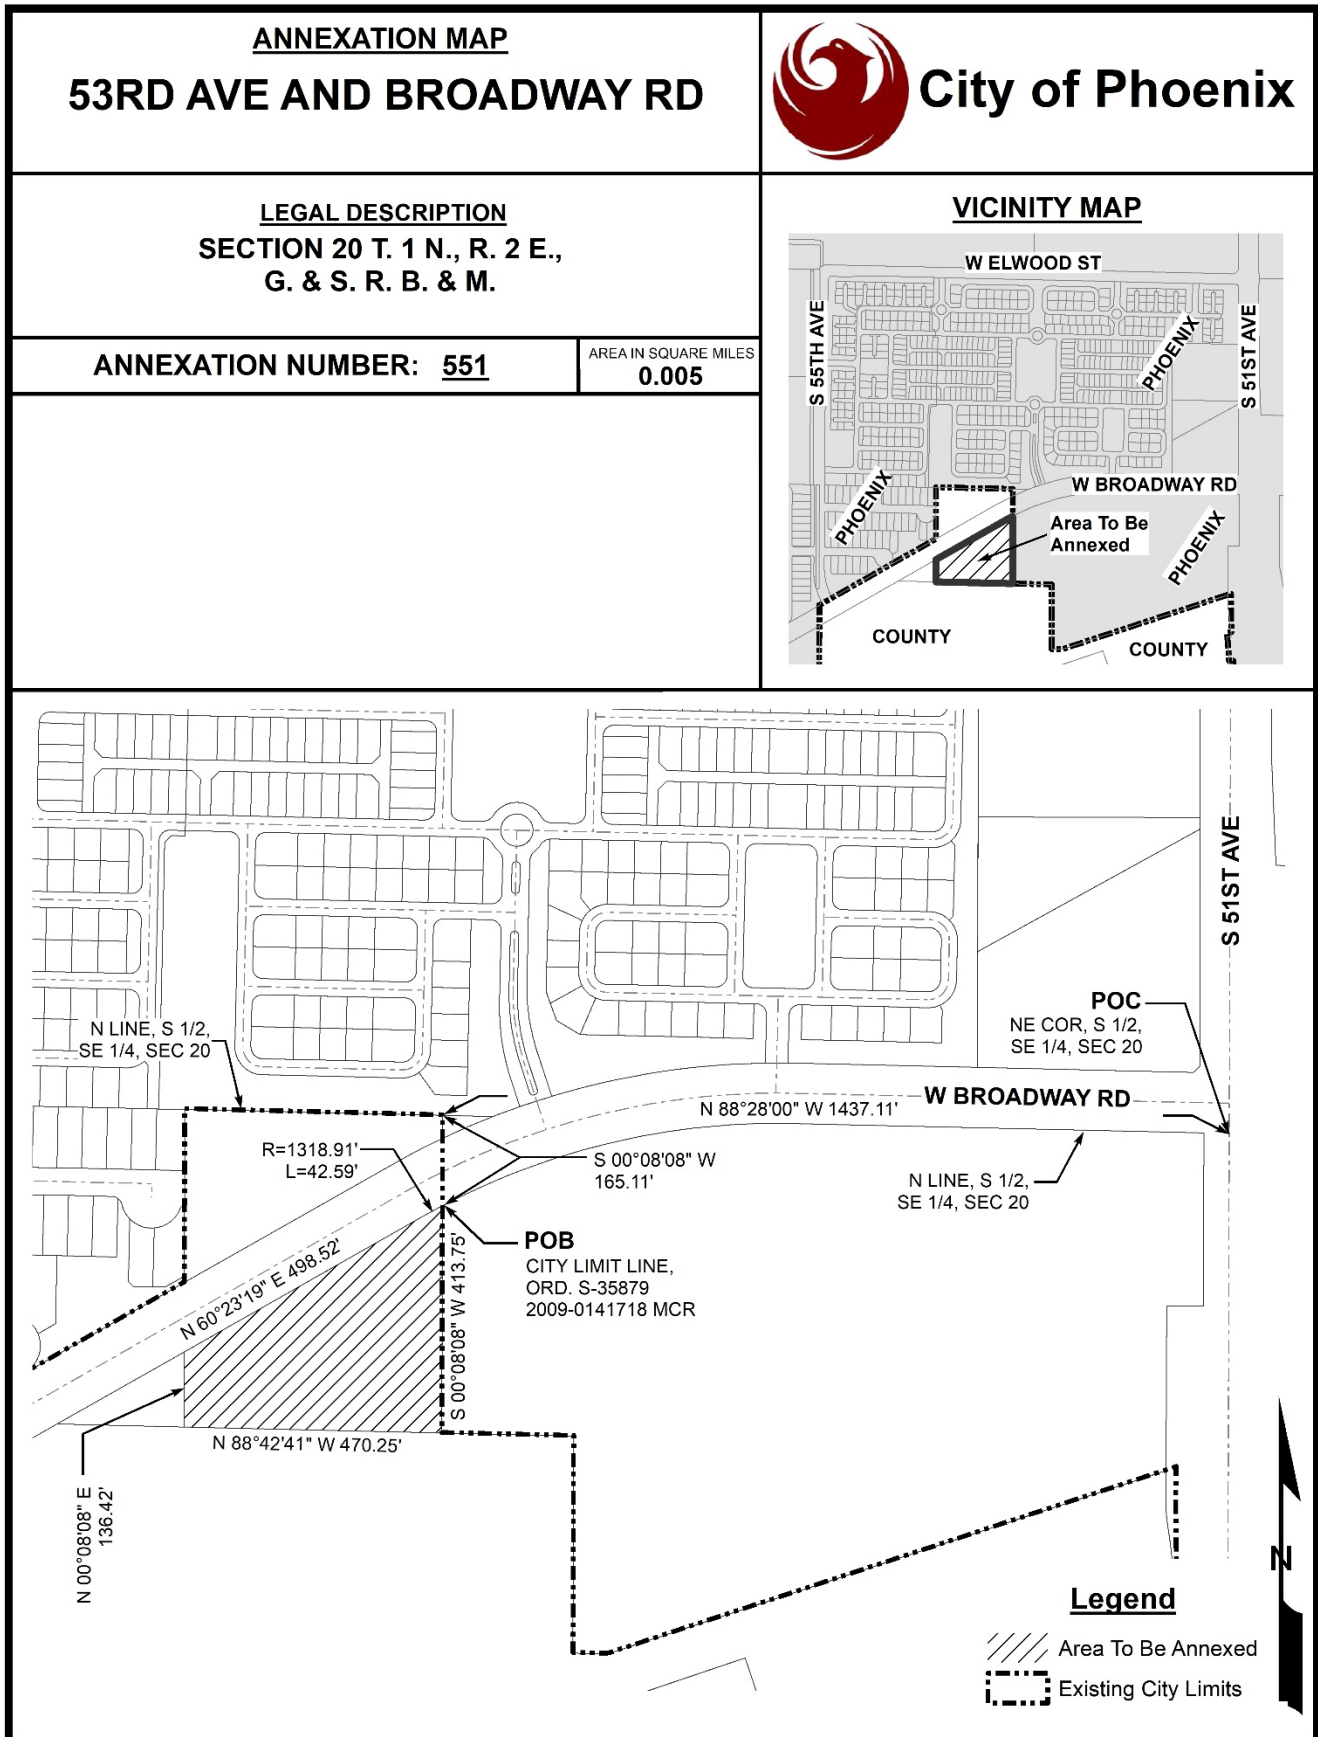 ANNEXATION MAP
53RD AVE AND BROADWAY RD
City of Phoenix
LEGAL DESCRIPTION
SECTION 20 T. 1 N., R. 2 E.,
G. & S. R. B. & M.
ANNEXATION NUMBER: 551
AREA IN SQUARE MILES
0.005
VICINITY MAP
W ELWOOD ST
S 55TH AVE
PHOENIX
S 51ST AVE
W BROADWAY RD
PHOENIX
Area To Be
Annexed
PHOENIX
COUNTY
COUNTY
S 51ST AVE
POC
NE COR, S 1/2,
SE 1/4, SEC 20
N LINE, S 1/2,
SE 1/4, SEC 20
W BROADWAY RD
N 88°28'00" W 1437.11'
R=1318.91'
L=42.59'
S 00°08'08" W
165.11'
N LINE, S 1/2,
SE 1/4, SEC 20
POB
CITY LIMIT LINE,
ORD. S-35879
2009-0141718 MCR
N 60°23'19" E 498.52'
S 00°08'08" W 413.75'
N 88°42'41" W 470.25'
N 00°08'08" E
136.42'
N
Legend
Area To Be Annexed
Existing City Limits